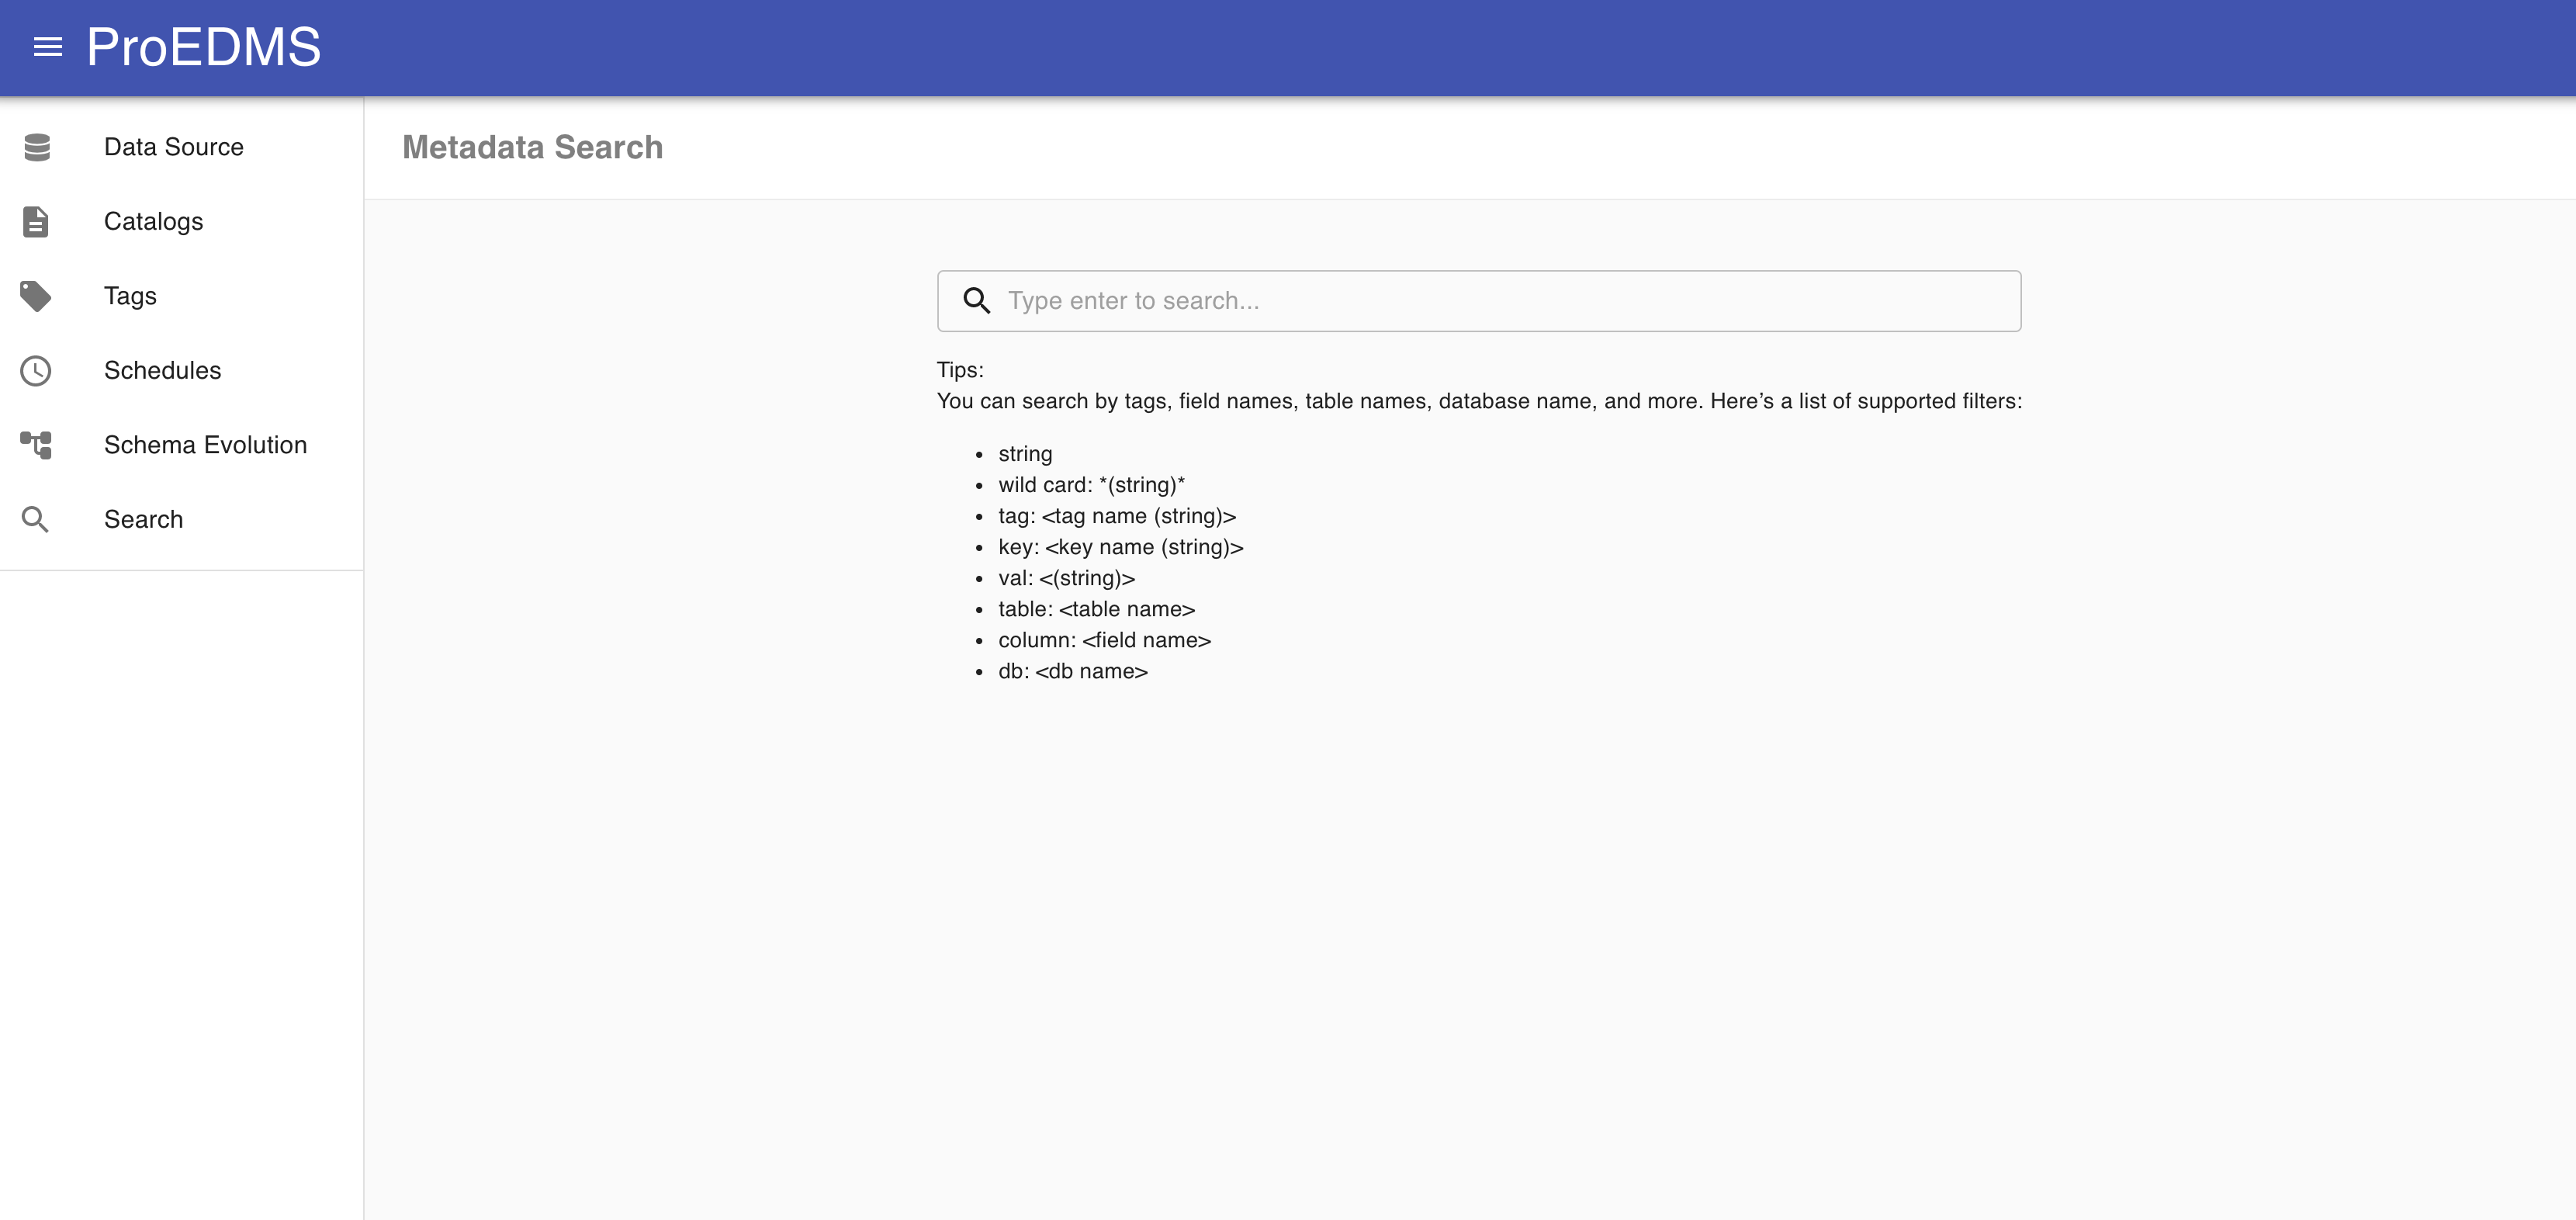 ProEDMS
Data Source
Catalogs
Tags
Schedules
Schema Evolution
Search
Metadata Search
Type enter to search...
Tips:
You can search by tags, field names, table names, database name, and more. Here’s a list of supported filters:
• string
• wild card: *(string)*
• tag: <tag name (string)>
• key: <key name (string)>
• val: <(string)>
• table: <table name>
• column: <field name>
• db: <db name>